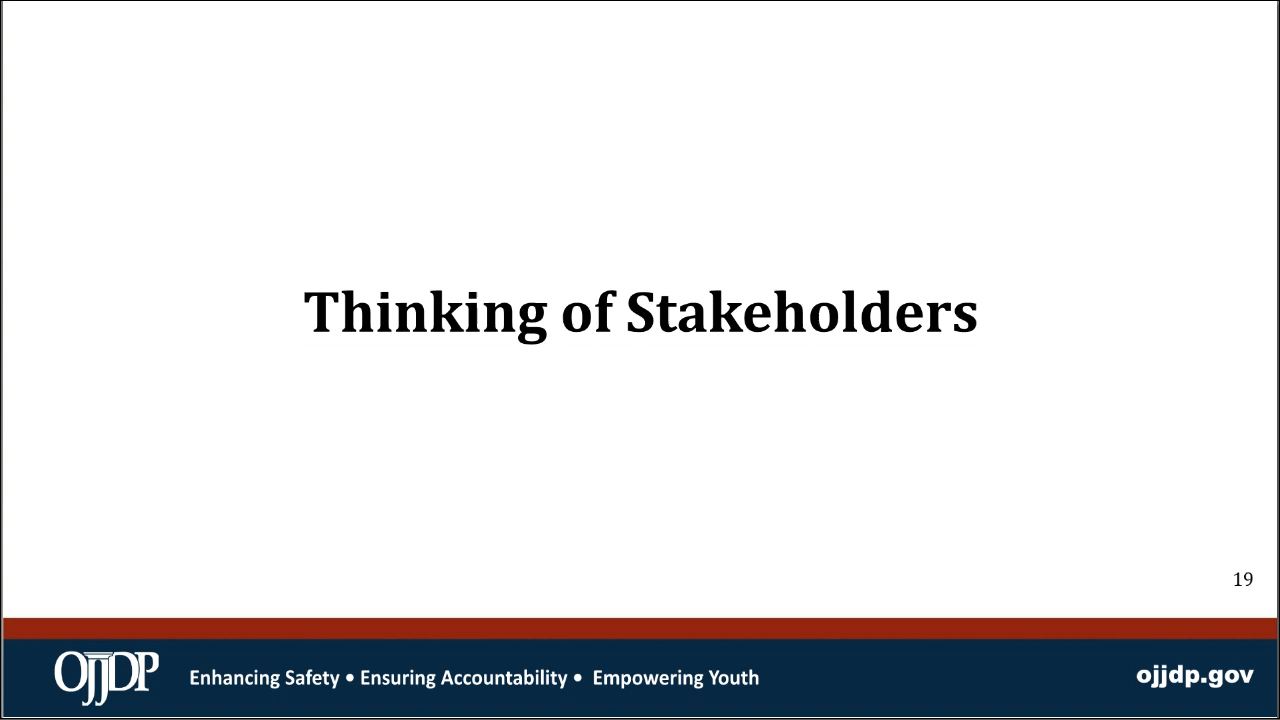 Thinking of Stakeholders
19
OJJDP
Enhancing Safety • Ensuring Accountability • Empowering Youth
ojjdp.gov